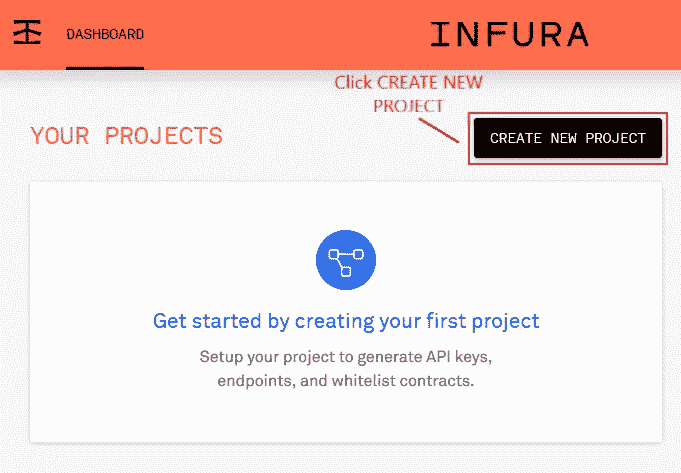 DASHBOARD
INFURA
Click CREATE NEW
PROJECT
YOUR PROJECTS
CREATE NEW PROJECT
Get started by creating your first project
Setup your project to generate API keys,
endpoints, and whitelist contracts.